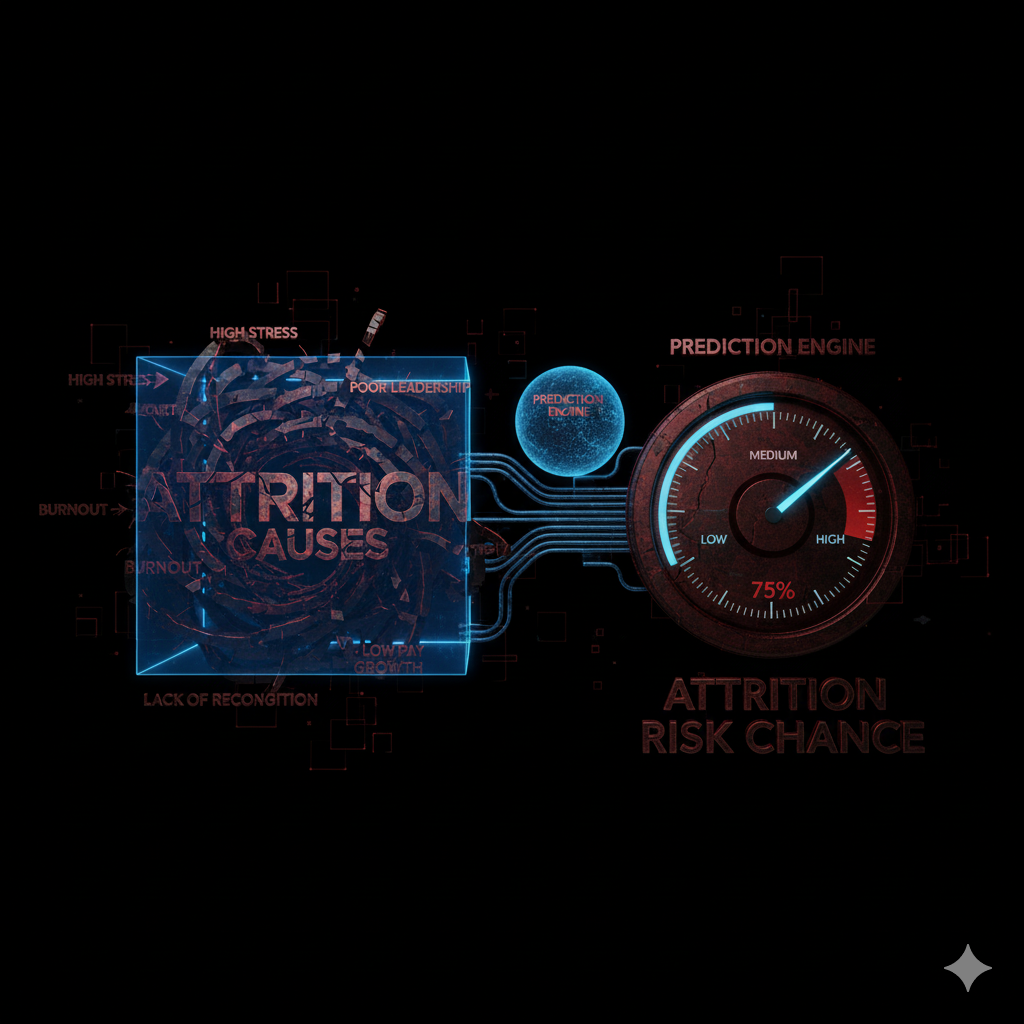 HIGH STRESS
HIGH STRES
POOR LEADERSHIP
ATTRITION
CAUSES
BURNOUT
BURNOUT
LOW PAY
GROWTH
LACK OF RECONGITION
PREDICTION
ENGINE
PREDICTION ENGINE
MEDIUM
LOW
HIGH
75%
ATTRITION
RISK CHANCE